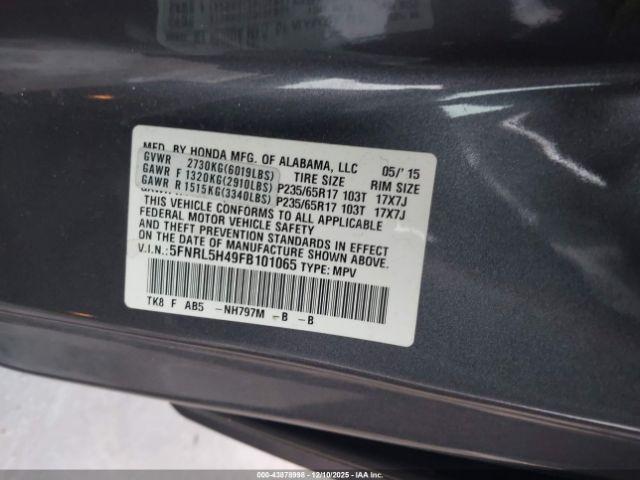 MFD. BY HONDA MFG. OF ALABAMA, LLC 05/'15
GVWR 2730KG(6019LBS) TIRE SIZE RIM SIZE
GAWR F 1320KG(2910LBS) P235/65R17 103T 17X7J
GAWR R 1515KG(3340LBS) P235/65R17 103T 17X7J
THIS VEHICLE CONFORMS TO ALL APPLICABLE
FEDERAL MOTOR VEHICLE SAFETY
AND THEFT PREVENTION STANDARDS IN EFFECT
ON THE DATE OF MANUFACTURE SHOWN ABOVE.
V.I.N: 5FNRL5H49FB101065 TYPE: MPV
TK8 F AB5 -NH797M -B -B
000-43878998 - 12/10/2025 - IAAI Copart